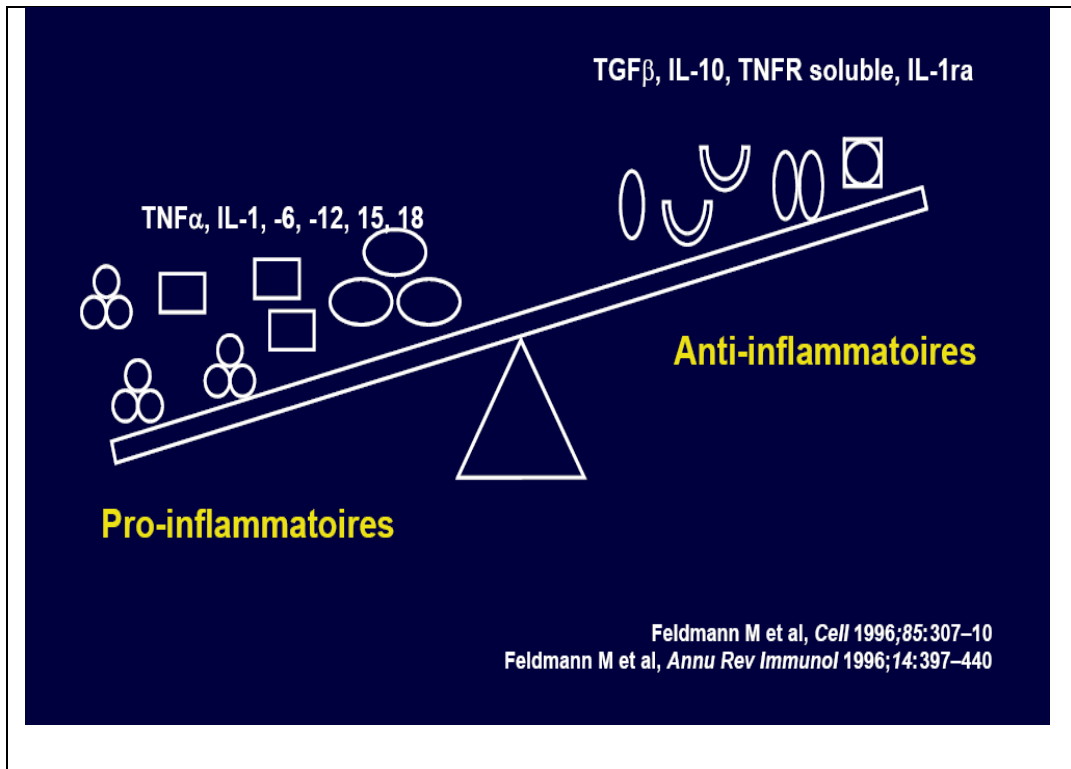 TGFβ, IL-10, TNFR soluble, IL-1ra
TNFα, IL-1, -6, -12, 15, 18
Anti-inflammatoires
Pro-inflammatoires
Feldmann M et al, Cell 1996;85:307–10
Feldmann M et al, Annu Rev Immunol 1996;14:397–440